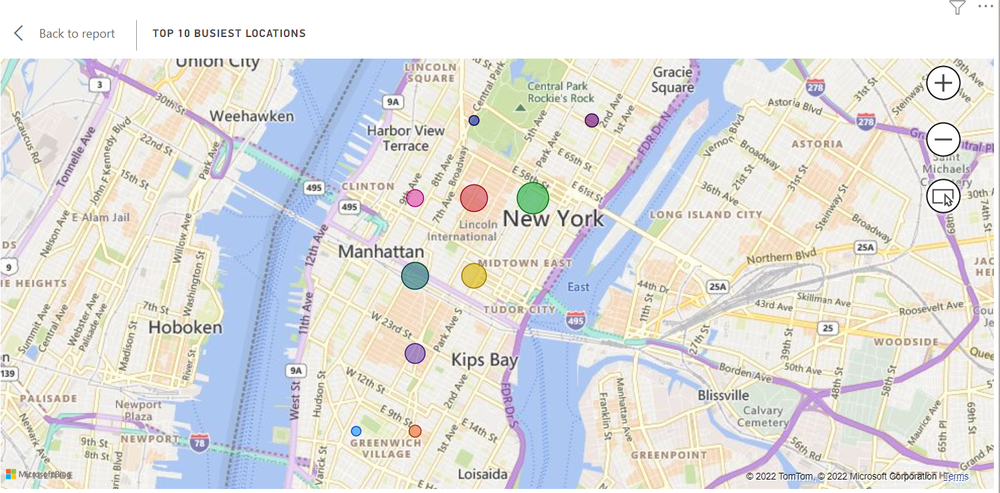 Back to report
TOP 10 BUSIEST LOCATIONS
Union City
LINCOLN
SQUARE
Central Park
Central Park
Rockie's Rock
Gracie
Square
278
31st St
Steinway St
19th Ave
3
30th St
9A
Weehawken
Astoria Blvd
278
2nd Ave
1st Ave
5th Ave
FDR Dr N
Vernon Blvd
Secaucus Rd
Tonnelle Ave
John F Kennedy Blvd
22nd St
Park Ave
Harbor View
Terrace
8th Ave
Broadway
Park Ave
E 65th St
Broadway
ASTORIA
Saint
Michaels
Cemetery
15th St
495
CLINTON
9th Ave
7th Ave
E 58th St
E 61st St
36th Ave
21st St
31st St
Steinway St
30th
74th St
68th
495
E Alam Jail
Nelson Ave
Willow Ave
Lincoln
International
New York
LONG ISLAND CITY
Broadway
12th Ave
Manhattan
MIDTOWN EAST
Northern Blvd
25A
9
HE HEIGHTS
Washington St
East
44th Dr
25A
Skillman Ave
43rd Ave
Roosevelt Ave
7th St
Webster Ave
Palisade Ave
Summit Ave
Central Ave
Madison St
Hoboken
11th Ave
W 23rd St
Park Ave S
TUDOR CITY
495
11th St
27th St
39th St
25
WOODSIDE
139
River St
9A
Kips Bay
Borden Ave
50th Ave
48th St
58th St
W 12th St
2nd Ave
FDR Dr S
Blissville
Calvary
Cemetery
PALISADE
Newport
Plaza
West St
Hudson St
E 9th St
E 14th St
Franklin St
Manhattan Ave
Maurice Ave
65th Pl
69th St
Newark Ave
NEWPORT
9th St
8th St
78
GREENWICH
VILLAGE
1st Ave
56th Rd
GREENPOINT
Grand A
Varick St
Loisaida
Microsoft Bing
© 2022 TomTom, © 2022 Microsoft Corporation Terms